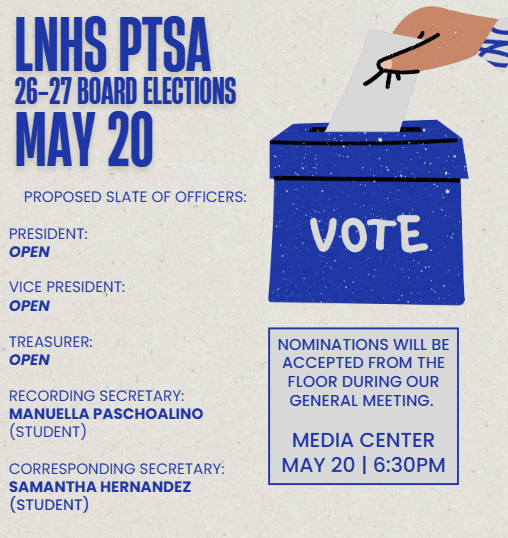 LNHS PTSA
26-27 BOARD ELECTIONS
MAY 20
PROPOSED SLATE OF OFFICERS:
PRESIDENT:
OPEN
VICE PRESIDENT:
OPEN
TREASURER:
OPEN
RECORDING SECRETARY:
MANUELLA PASCHOALINO
(STUDENT)
CORRESPONDING SECRETARY:
SAMANTHA HERNANDEZ
(STUDENT)
VOTE
NOMINATIONS WILL BE
ACCEPTED FROM THE
FLOOR DURING OUR
GENERAL MEETING.
MEDIA CENTER
MAY 20 | 6:30PM